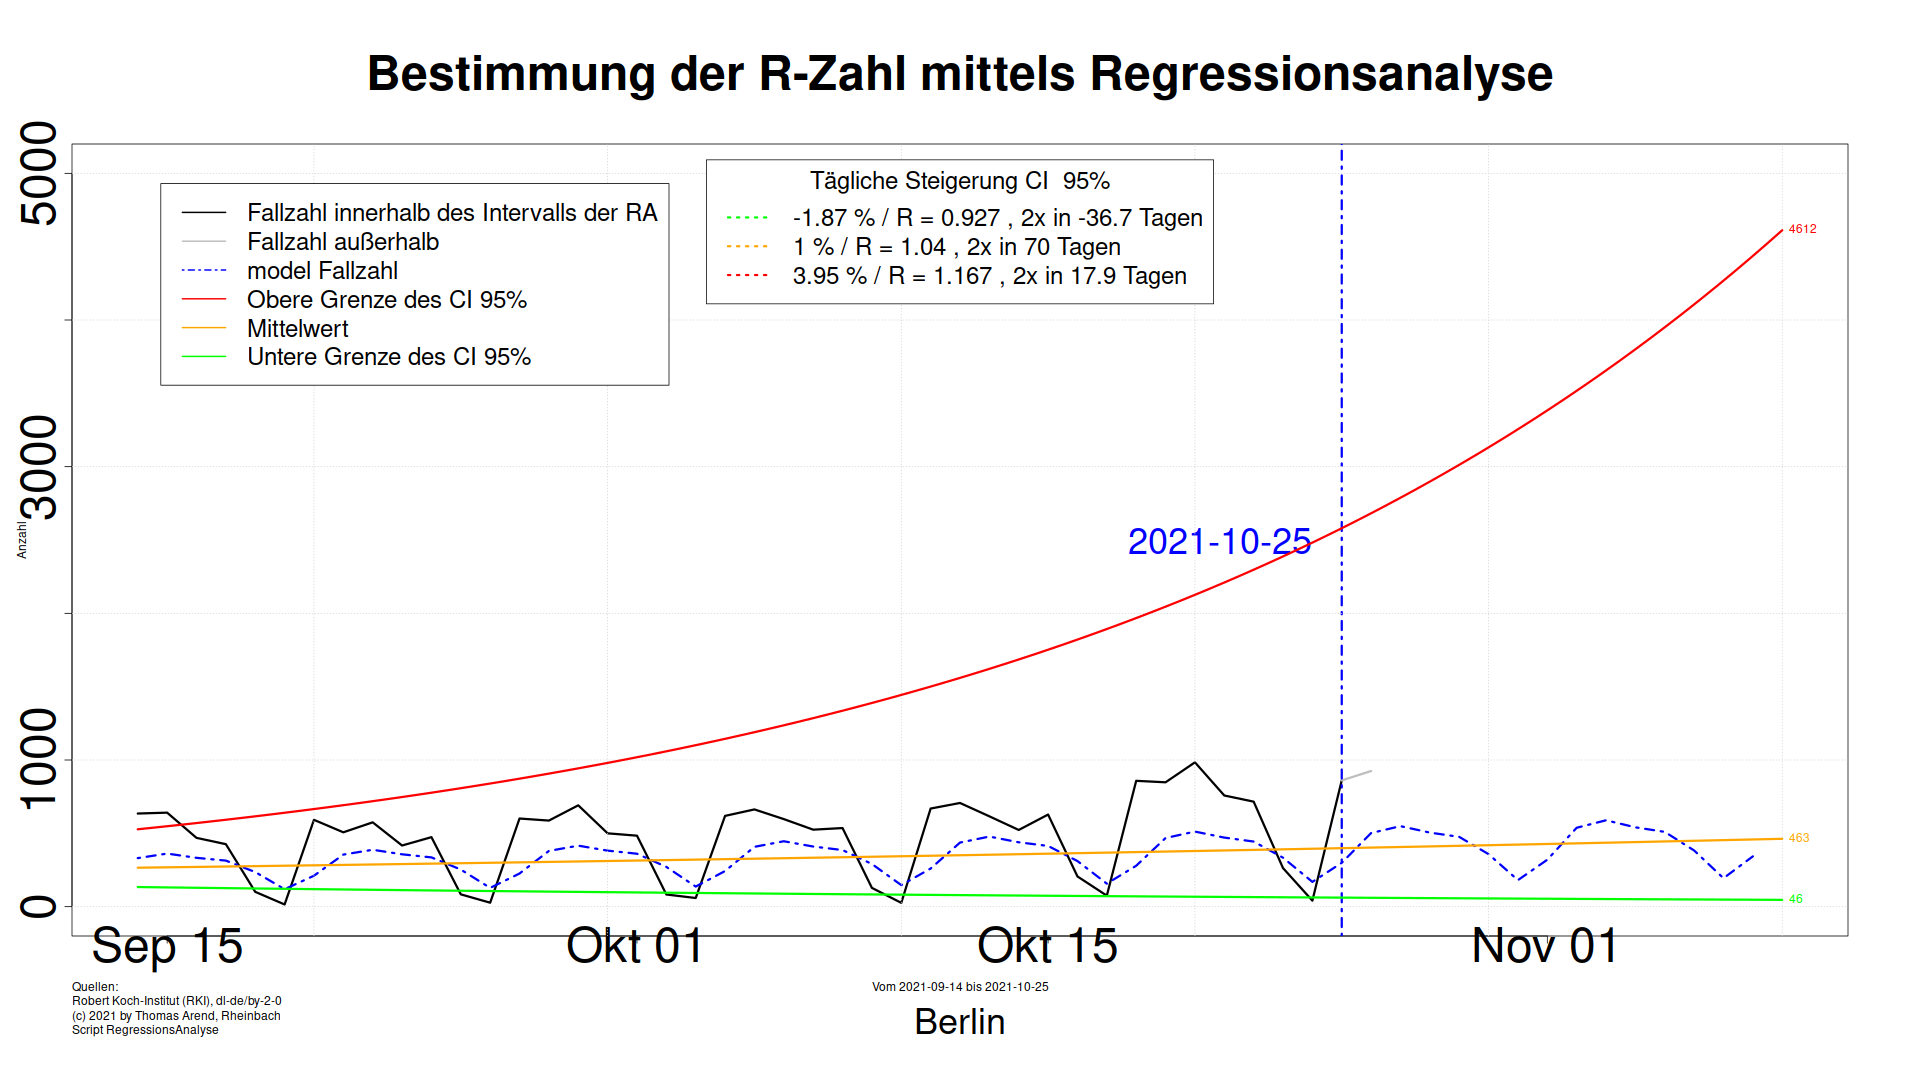 Bestimmung der R-Zahl mittels Regressionsanalyse
Tägliche Steigerung CI  95%
-1.87 % / R = 0.927 , 2x in -36.7 Tagen
1 % / R = 1.04 , 2x in 70 Tagen
3.95 % / R = 1.167 , 2x in 17.9 Tagen
Fallzahl innerhalb des Intervalls der RA
Fallzahl außerhalb
model Fallzahl
Obere Grenze des CI 95%
Mittelwert
Untere Grenze des CI 95%
5000
3000
1000
0
Anzahl
4612
2021-10-25
463
46
Sep 15
Okt 01
Okt 15
Nov 01
Quellen:
Robert Koch-Institut (RKI), dl-de/by-2-0
(c) 2021 by Thomas Arend, Rheinbach
Script RegressionsAnalyse
Vom 2021-09-14 bis 2021-10-25
Berlin